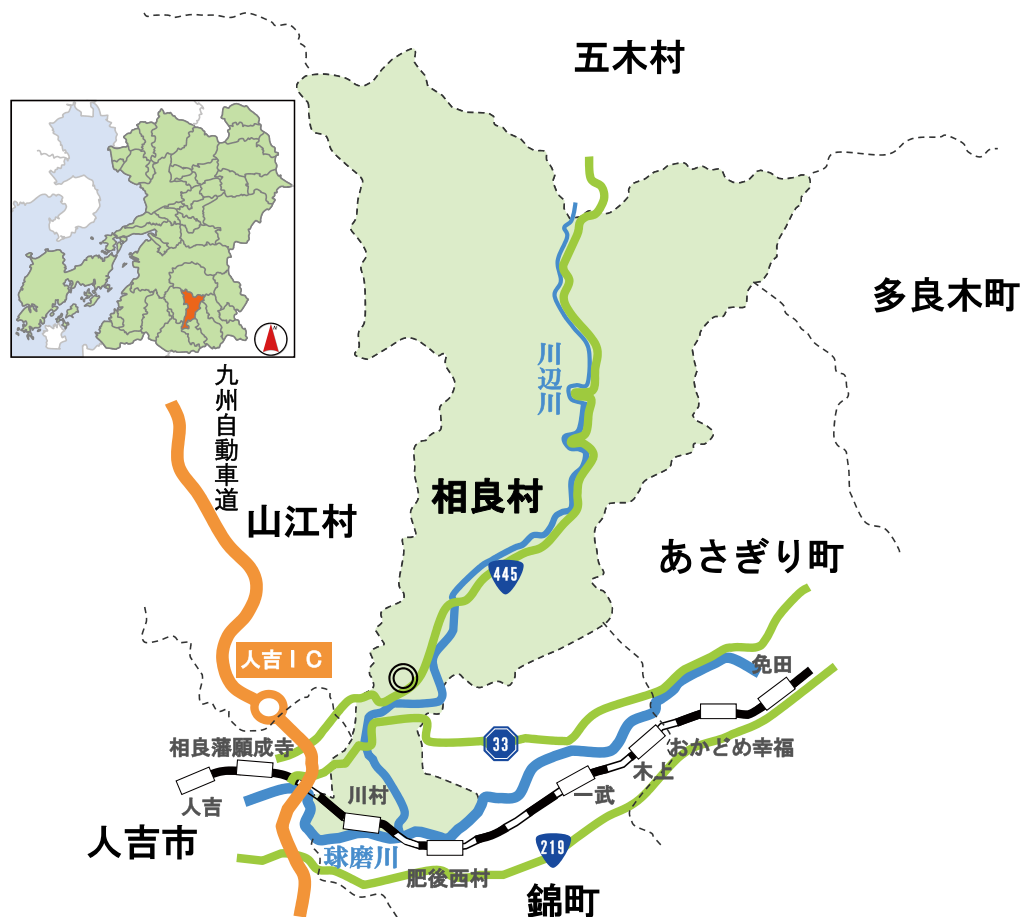 五木村
N
多良木町
九州自動車道
川辺川
相良村
山江村
あさぎり町
445
人吉IC
免田
33
相良藩願成寺
おかどめ幸福
木上
人吉
川村
一武
人吉市
219
球磨川
肥後西村
錦町